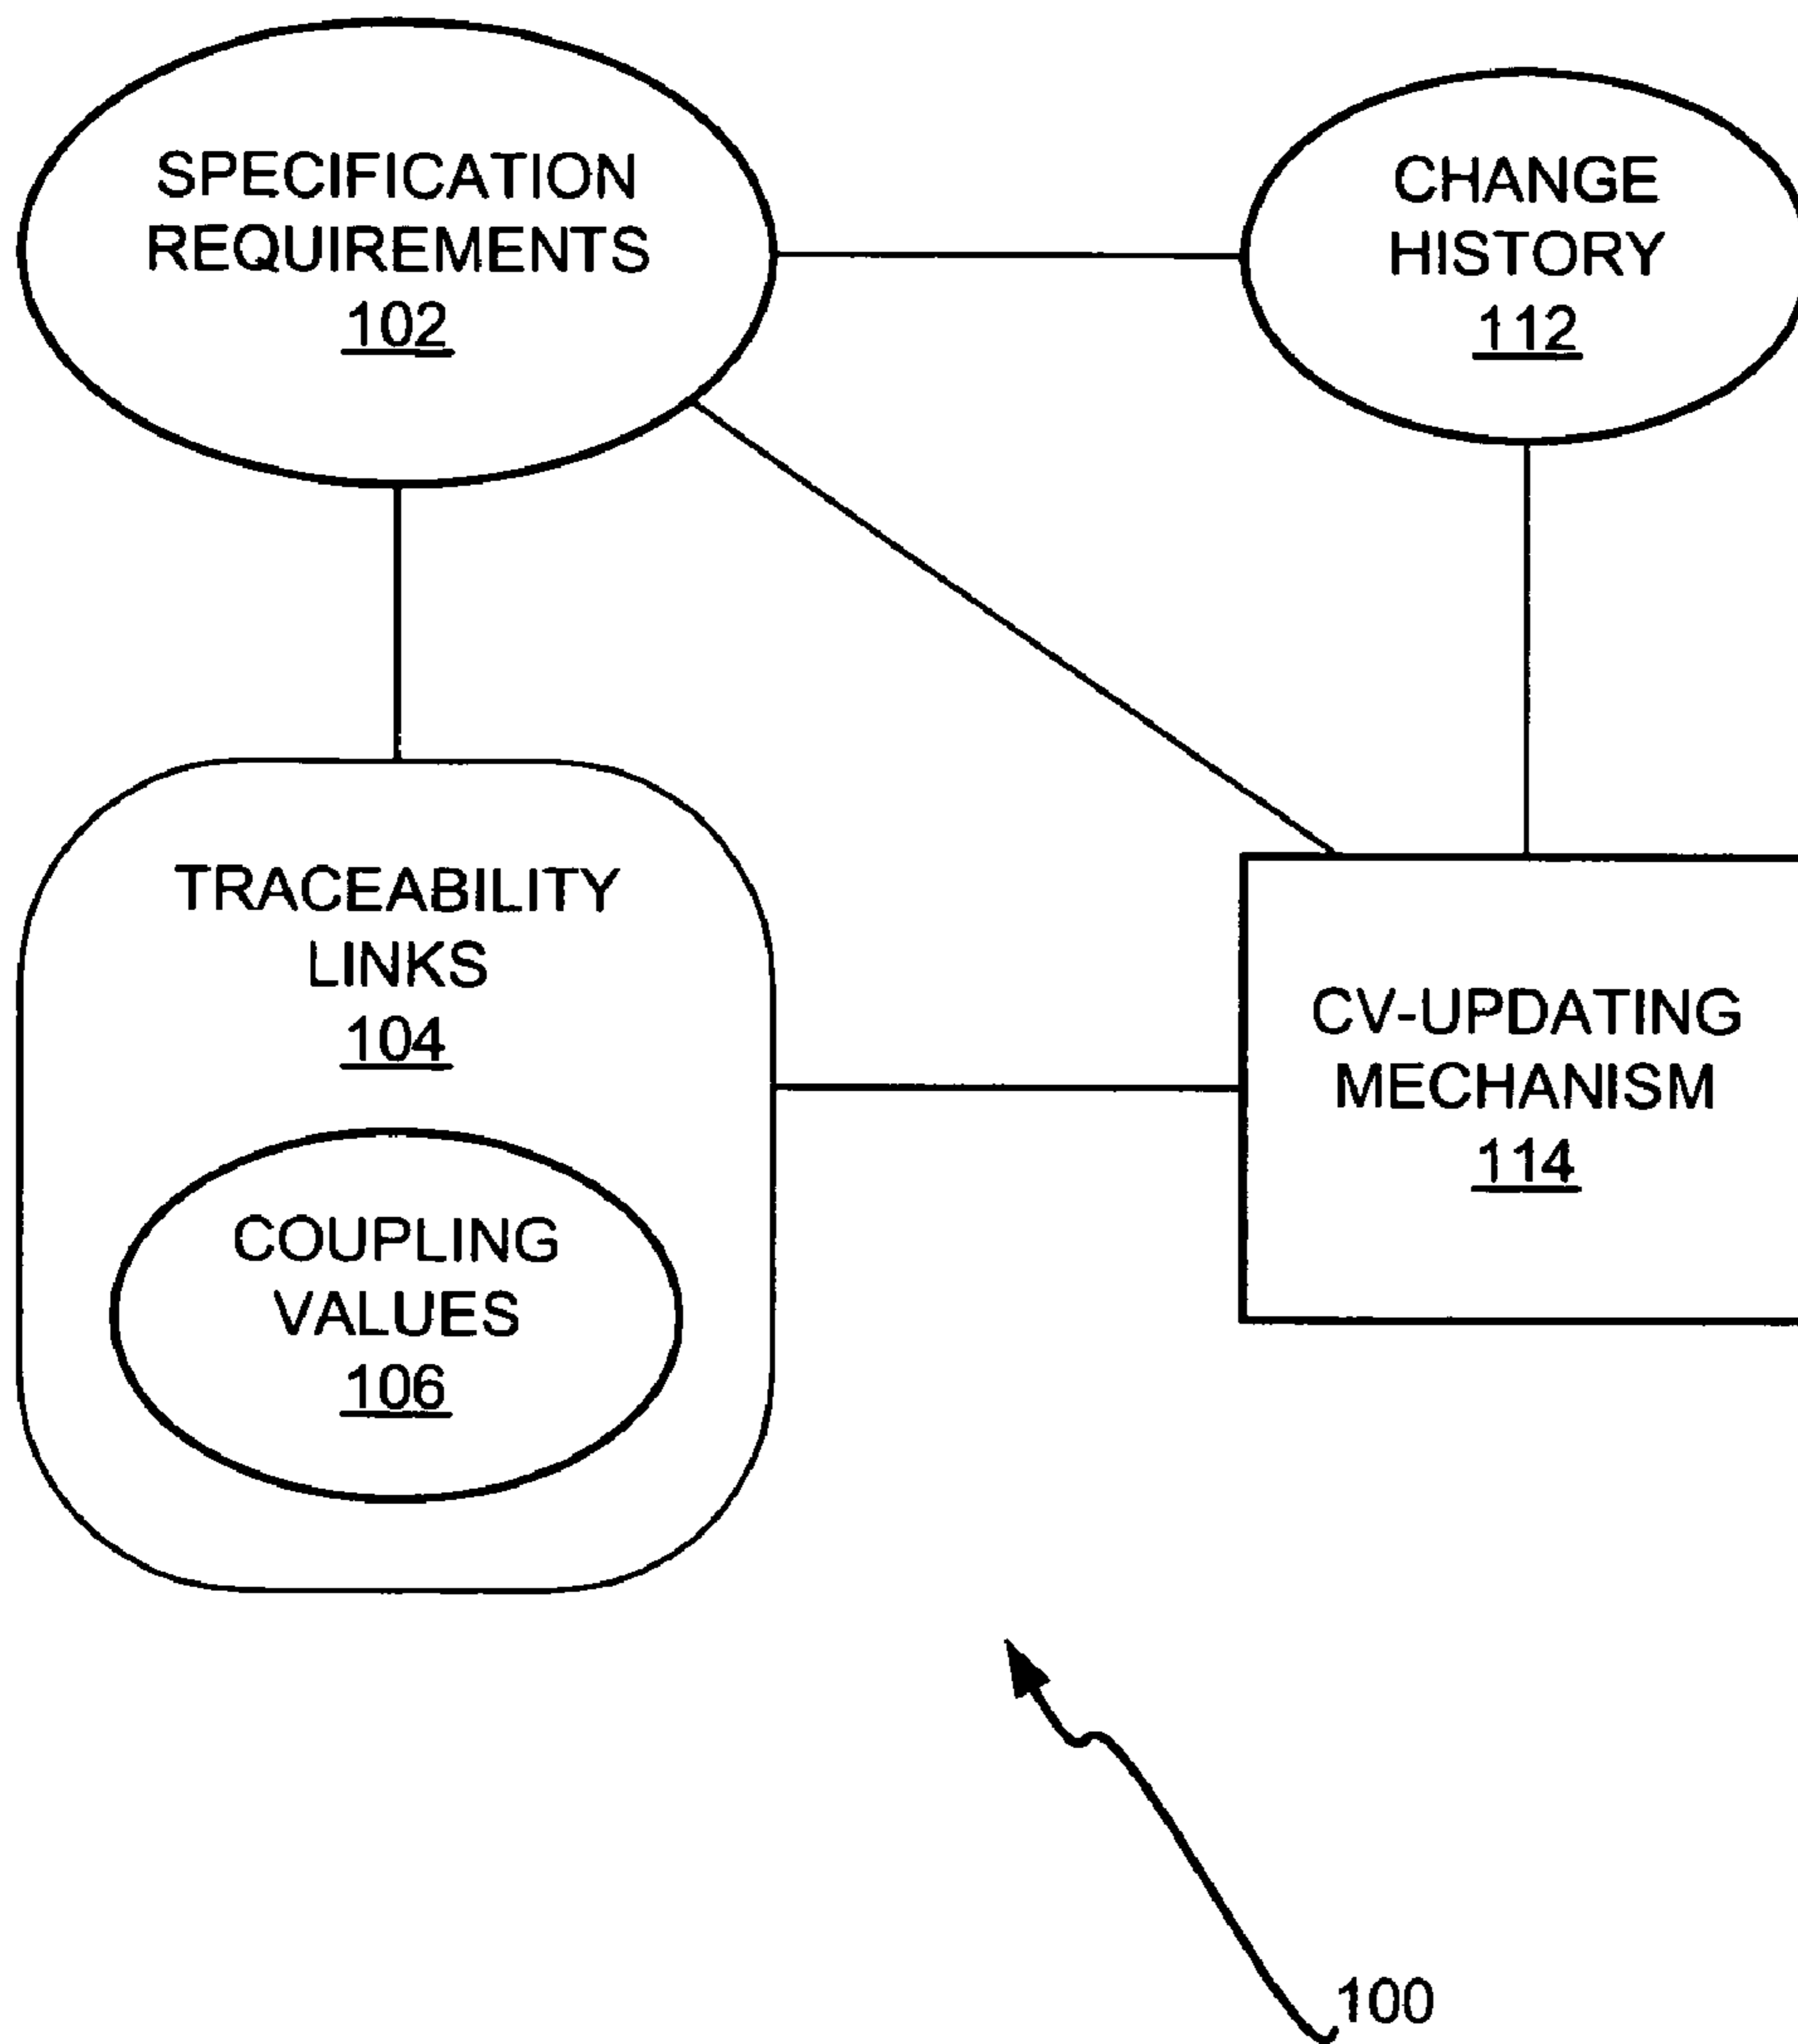 SPECIFICATION
REQUIREMENTS
102
CHANGE
HISTORY
112
TRACEABILITY
LINKS
104
CV-UPDATING
MECHANISM
114
COUPLING
VALUES
106
100